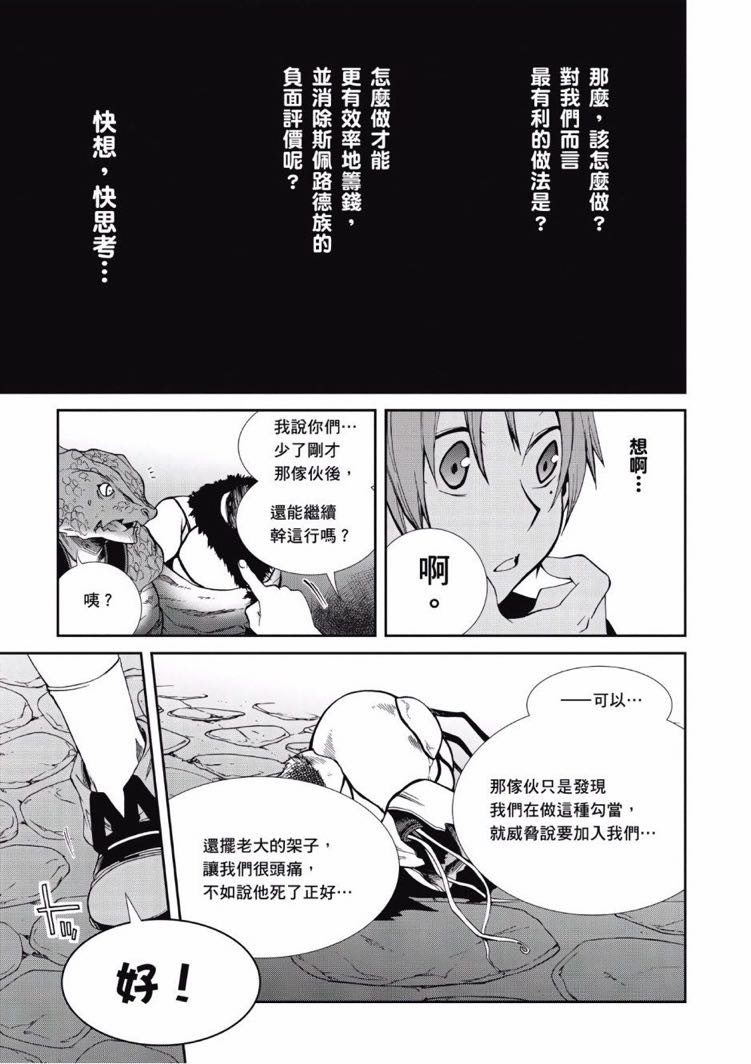 那麼，該怎麼做？
對我們而言
最有利的做法是？
怎麼做才能
更有效率地籌錢，
並消除斯佩路德族的
負面評價呢？
快想，快思考…
想啊…
啊。
我說你們…
少了剛才
那傢伙後，
還能繼續
幹這行嗎？
咦？
──可以…
那傢伙只是發現
我們在做這種勾當，
就威脅說要加入我們…
還擺老大的架子，
讓我們很頭痛，
不如說他死了正好…
好！